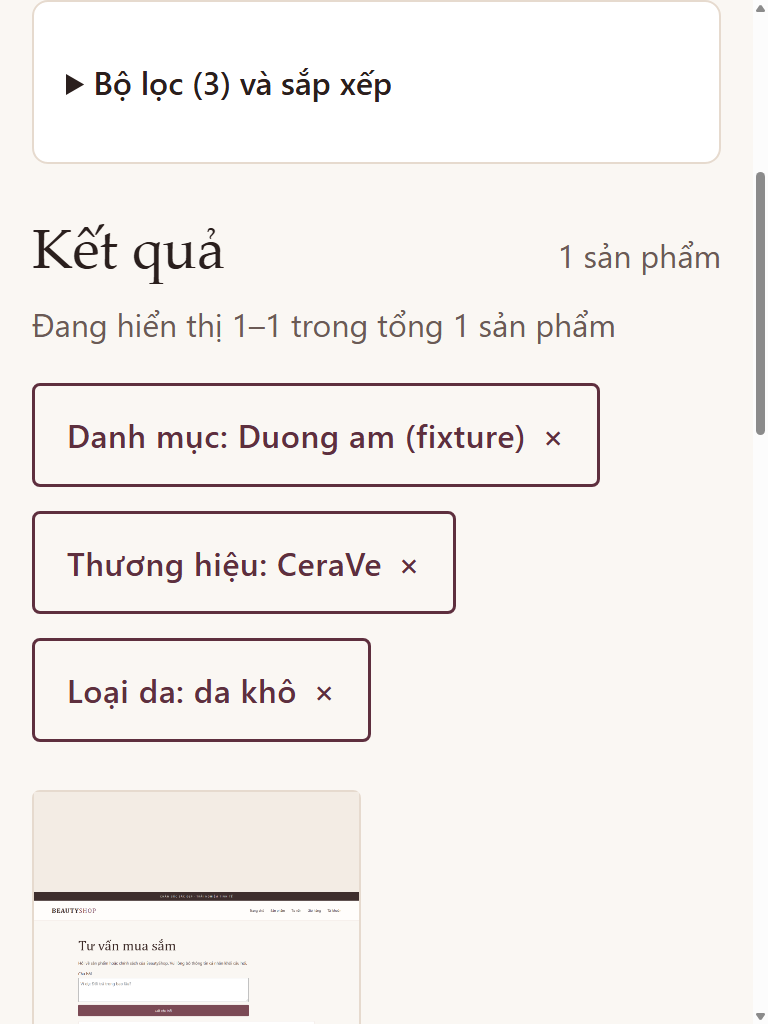 ▶ Bộ lọc (3) và sắp xếp
Kết quả
1 sản phẩm
Đang hiển thị 1–1 trong tổng 1 sản phẩm
Danh mục: Duong am (fixture) ×
Thương hiệu: CeraVe ×
Loại da: da khô ×
BEAUTYSHOP
Tư vấn mua sắm